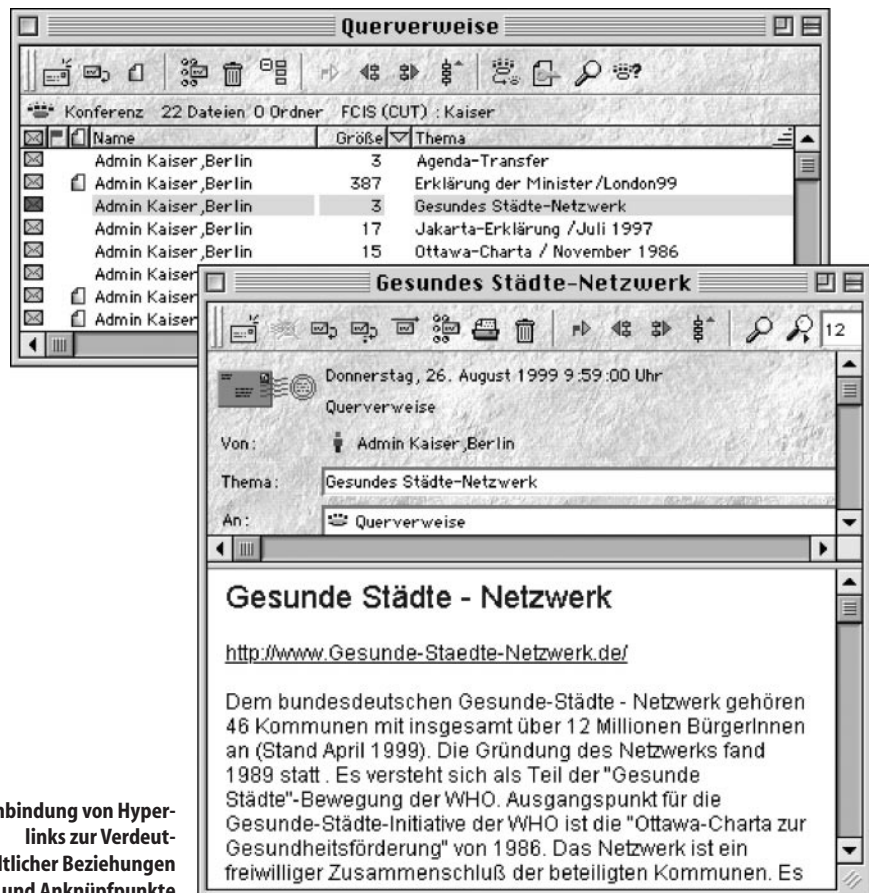 Querverweise
Konferenz 22 Dateien 0 Ordner FCIS (CUT) : Kaiser
Name Größe Thema
Admin Kaiser,Berlin 3 Agenda-Transfer
Admin Kaiser,Berlin 387 Erklärung der Minister/London99
Admin Kaiser,Berlin 3 Gesundes Städte-Netzwerk
Admin Kaiser,Berlin 17 Jakarta-Erklärung /Juli 1997
Admin Kaiser,Berlin 15 Ottawa-Charta / November 1986
Admin Kaiser
Admin Kaiser
Admin Kaiser
Gesundes Städte-Netzwerk
12
Donnerstag, 26. August 1999 9:59:00 Uhr
Querverweise
Von: Admin Kaiser,Berlin
Thema: Gesundes Städte-Netzwerk
An: Querverweise
Gesunde Städte - Netzwerk
http://www.Gesunde-Staedte-Netzwerk.de/
Dem bundesdeutschen Gesunde-Städte - Netzwerk gehören
46 Kommunen mit insgesamt über 12 Millionen BürgerInnen
an (Stand April 1999). Die Gründung des Netzwerks fand
1989 statt . Es versteht sich als Teil der "Gesunde
Städte"-Bewegung der WHO. Ausgangspunkt für die
Gesunde-Städte-Initiative der WHO ist die "Ottawa-Charta zur
Gesundheitsförderung" von 1986. Das Netzwerk ist ein
freiwilliger Zusammenschluß der beteiligten Kommunen. Es
nbindung von Hyper-
links zur Verdeut-
ltlicher Beziehungen
und Anknüpfpunkte